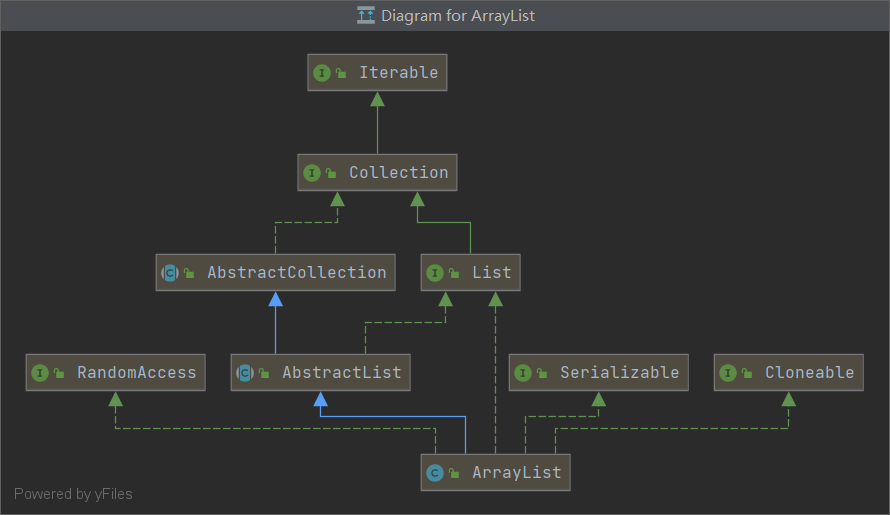 Diagram for ArrayList
I Iterable
I Collection
C AbstractCollection
I List
I RandomAccess
C AbstractList
I Serializable
I Cloneable
C ArrayList
Powered by yFiles